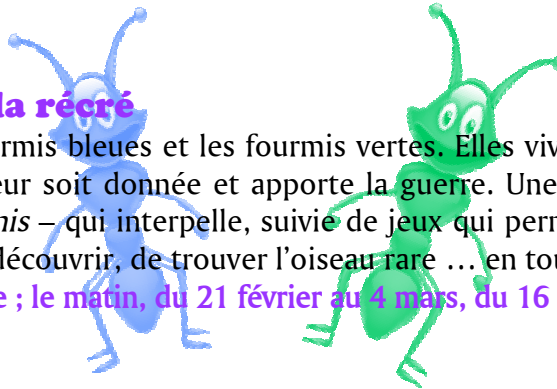 la récré
rmis bleues et les fourmis vertes. Elles viv
eur soit donnée et apporte la guerre. Une
nis – qui interpelle, suivie de jeux qui perm
découvrir, de trouver l'oiseau rare … en tou
e ; le matin, du 21 février au 4 mars, du 16